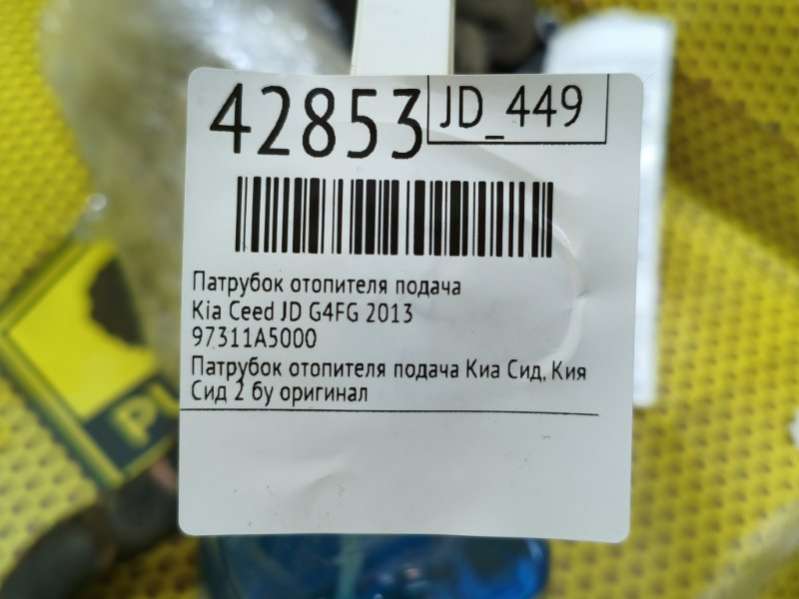 42853 JD_449
Патрубок отопителя подача
Kia Ceed JD G4FG 2013
97311A5000
Патрубок отопителя подача Киа Сид, Кия
Сид 2 бу оригинал